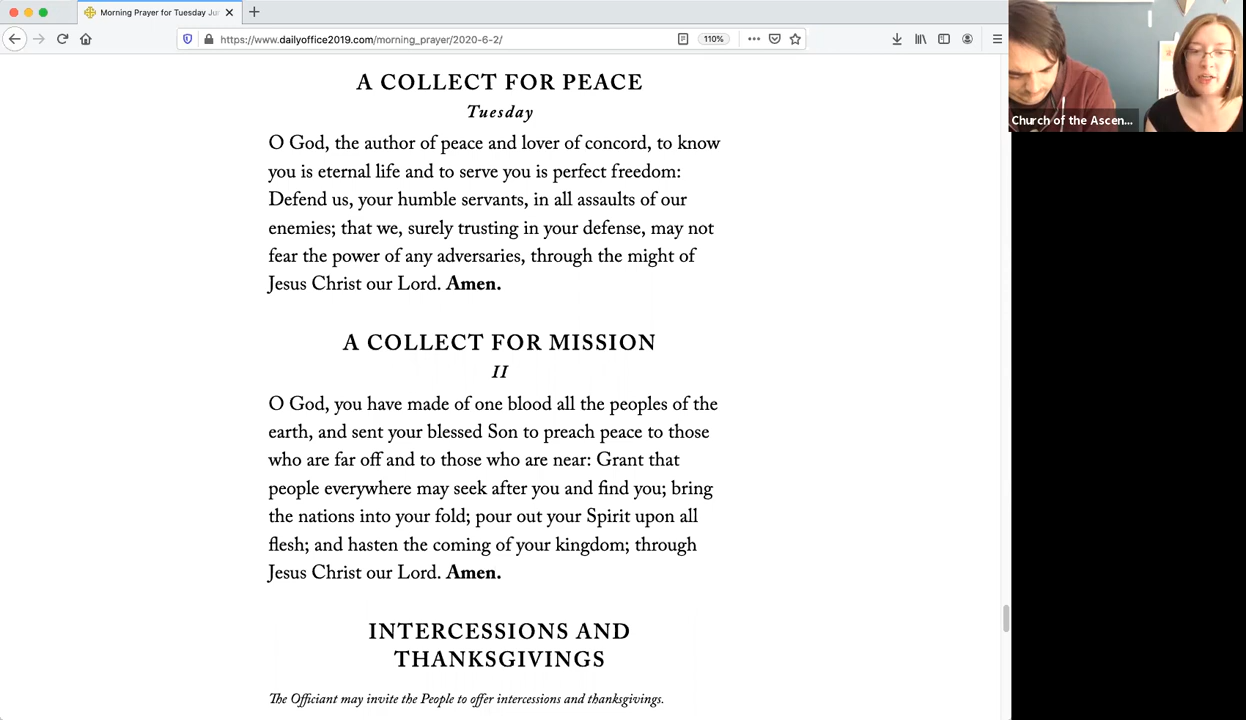 Morning Prayer for Tuesday Ju
https://www.dailyoffice2019.com/morning_prayer/2020-6-2/
110%
Church of the Ascen...
A COLLECT FOR PEACE
Tuesday
O God, the author of peace and lover of concord, to know
you is eternal life and to serve you is perfect freedom:
Defend us, your humble servants, in all assaults of our
enemies; that we, surely trusting in your defense, may not
fear the power of any adversaries, through the might of
Jesus Christ our Lord. Amen.
A COLLECT FOR MISSION
II
O God, you have made of one blood all the peoples of the
earth, and sent your blessed Son to preach peace to those
who are far off and to those who are near: Grant that
people everywhere may seek after you and find you; bring
the nations into your fold; pour out your Spirit upon all
flesh; and hasten the coming of your kingdom; through
Jesus Christ our Lord. Amen.
INTERCESSIONS AND
THANKSGIVINGS
The Officiant may invite the People to offer intercessions and thanksgivings.